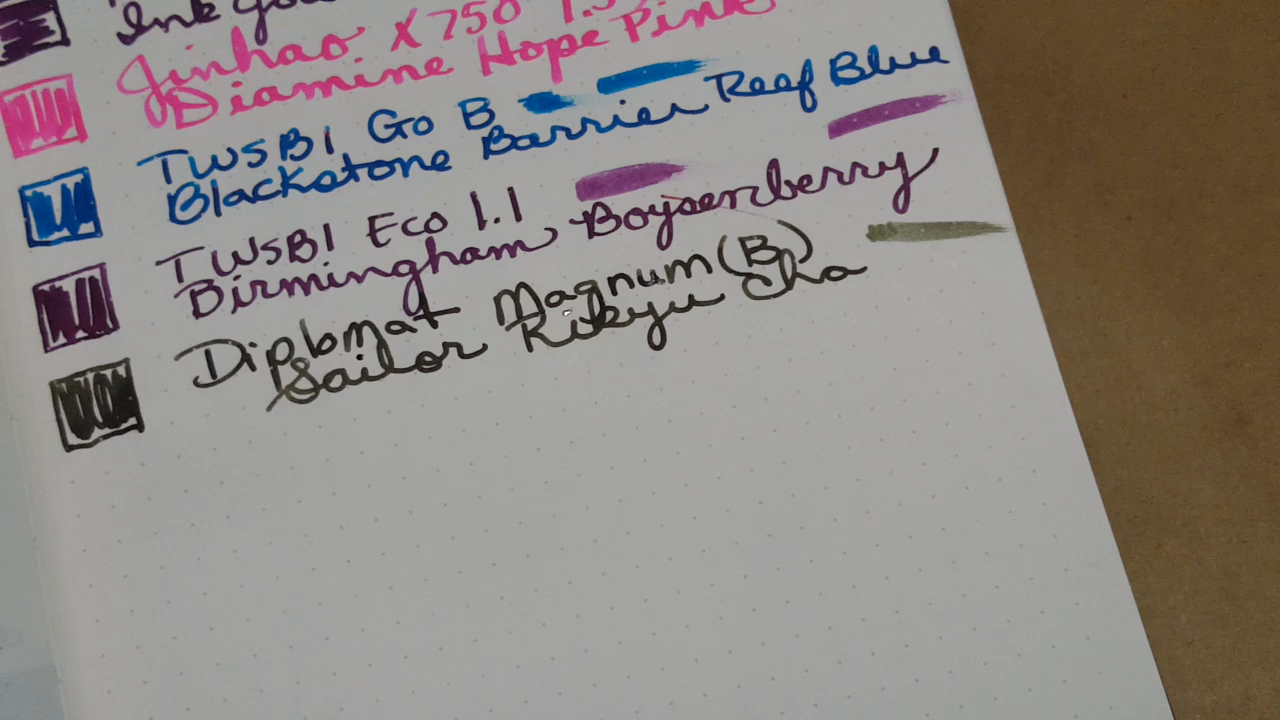 Ink
Jinhao X750
Diamine Hope Pink
TWSBI Go B
Blackstone Barrier Reef Blue
TWSBI Eco 1.1
Birmingham Boysenberry
Diplomat Magnum (B)
Sailor Rikyu Cha